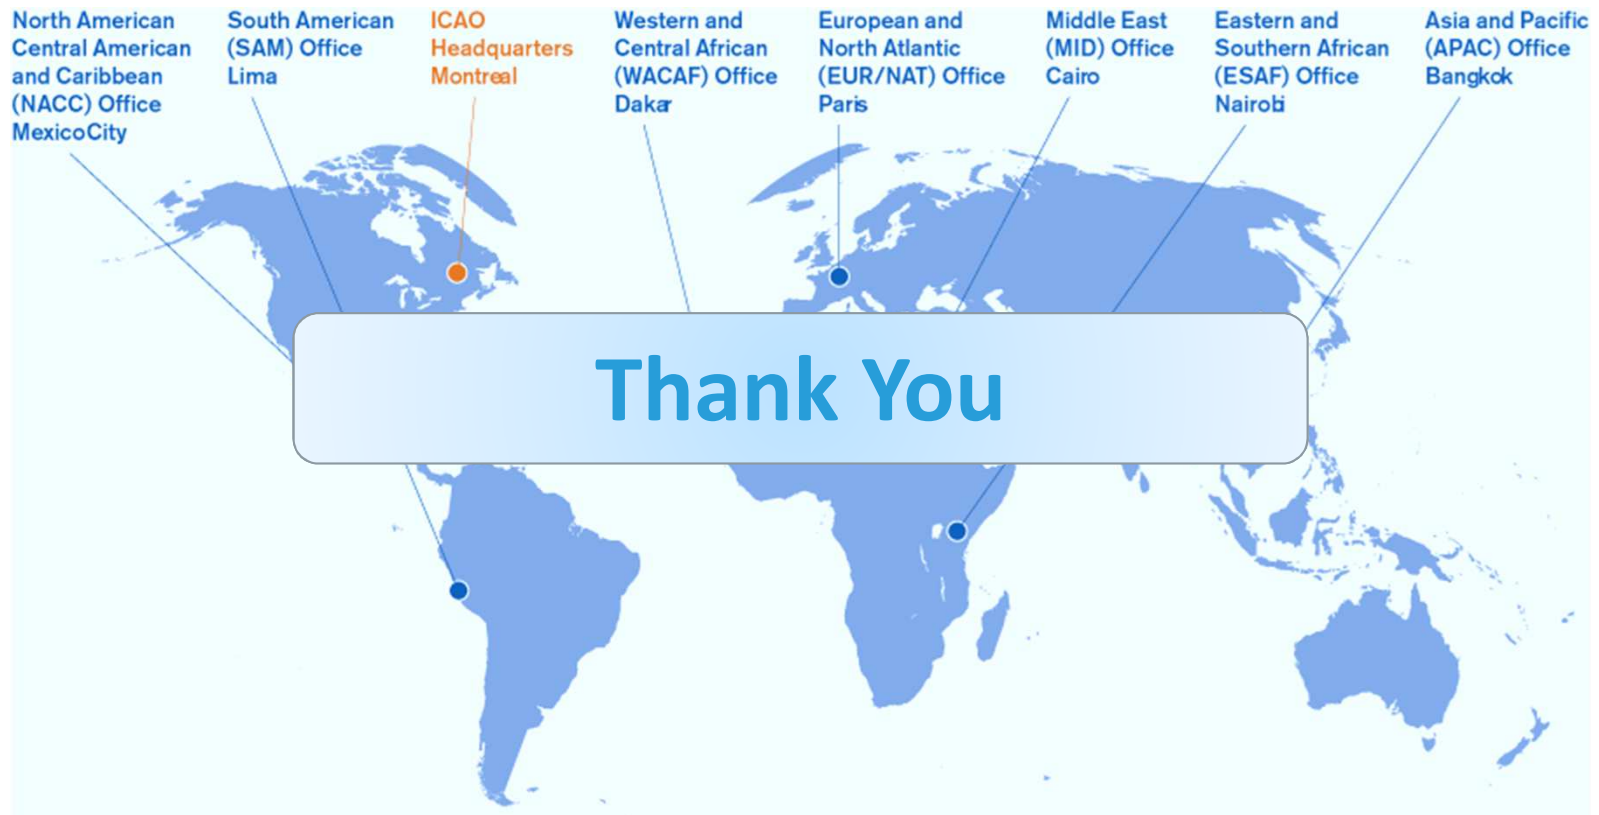 North American
Central American
and Caribbean
(NACC) Office
MexicoCity
South American
(SAM) Office
Lima
ICAO
Headquarters
Montreal
Western and
Central African
(WACAF) Office
Dakar
European and
North Atlantic
(EUR/NAT) Office
Paris
Middle East
(MID) Office
Cairo
Eastern and
Southern African
(ESAF) Office
Nairobi
Asia and Pacific
(APAC) Office
Bangkok
Thank You